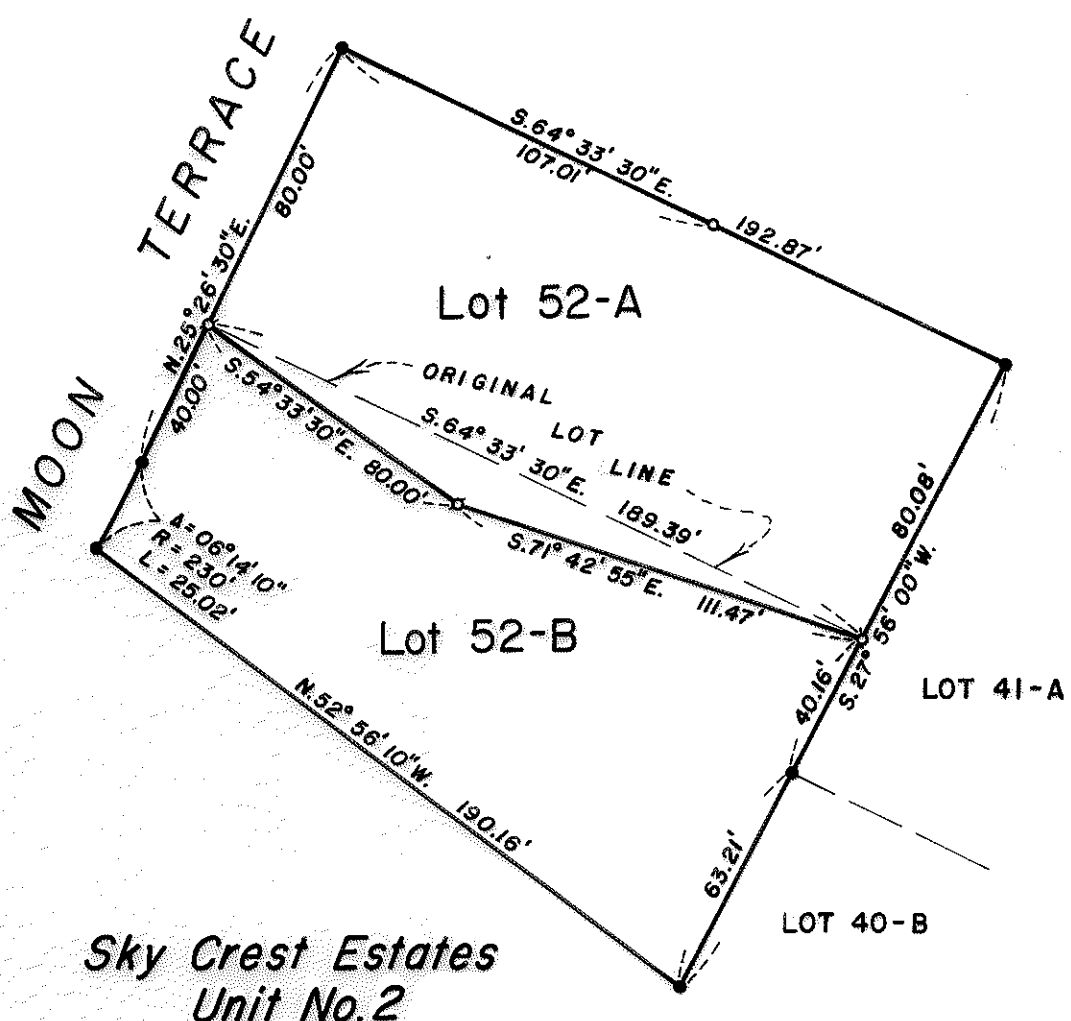 MOON TERRACE
S.64° 33' 30"E.
107.01'
192.87'
80.00'
N.25° 26' 30"E.
40.00'
Lot 52-A
ORIGINAL LOT LINE
S.64° 33' 30"E. 189.39'
S.54° 33' 30"E. 80.00'
S.71° 42' 55"E. 111.47'
80.08'
S.27° 56' 00"W.
40.16'
Δ = 06° 14' 10"
R = 230'
L = 25.02'
Lot 52-B
LOT 41-A
N.52° 56' 10"W. 190.16'
63.21'
LOT 40-B
Sky Crest Estates
Unit No.2